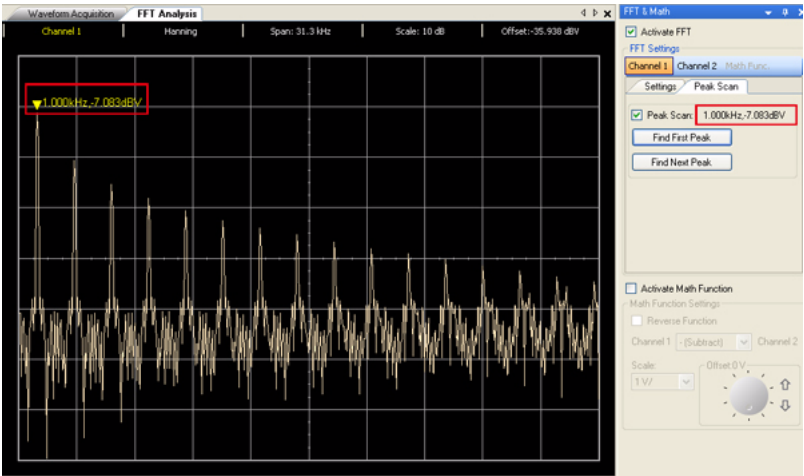 Waveform Acquisition
FFT Analysis
Channel 1
Hanning
Span: 31.3 kHz
Scale: 10 dB
Offset:-35.938 dBV
1.000kHz,-7.083dBV
FFT & Math
Activate FFT
FFT Settings
Channel 1 Channel 2 Math Func.
Settings Peak Scan
Peak Scan: 1.000kHz,-7.083dBV
Find First Peak
Find Next Peak
Activate Math Function
Math Function Settings
Reverse Function
Channel 1 - (Subtract) Channel 2
Scale: Offset:0 V
1 V/